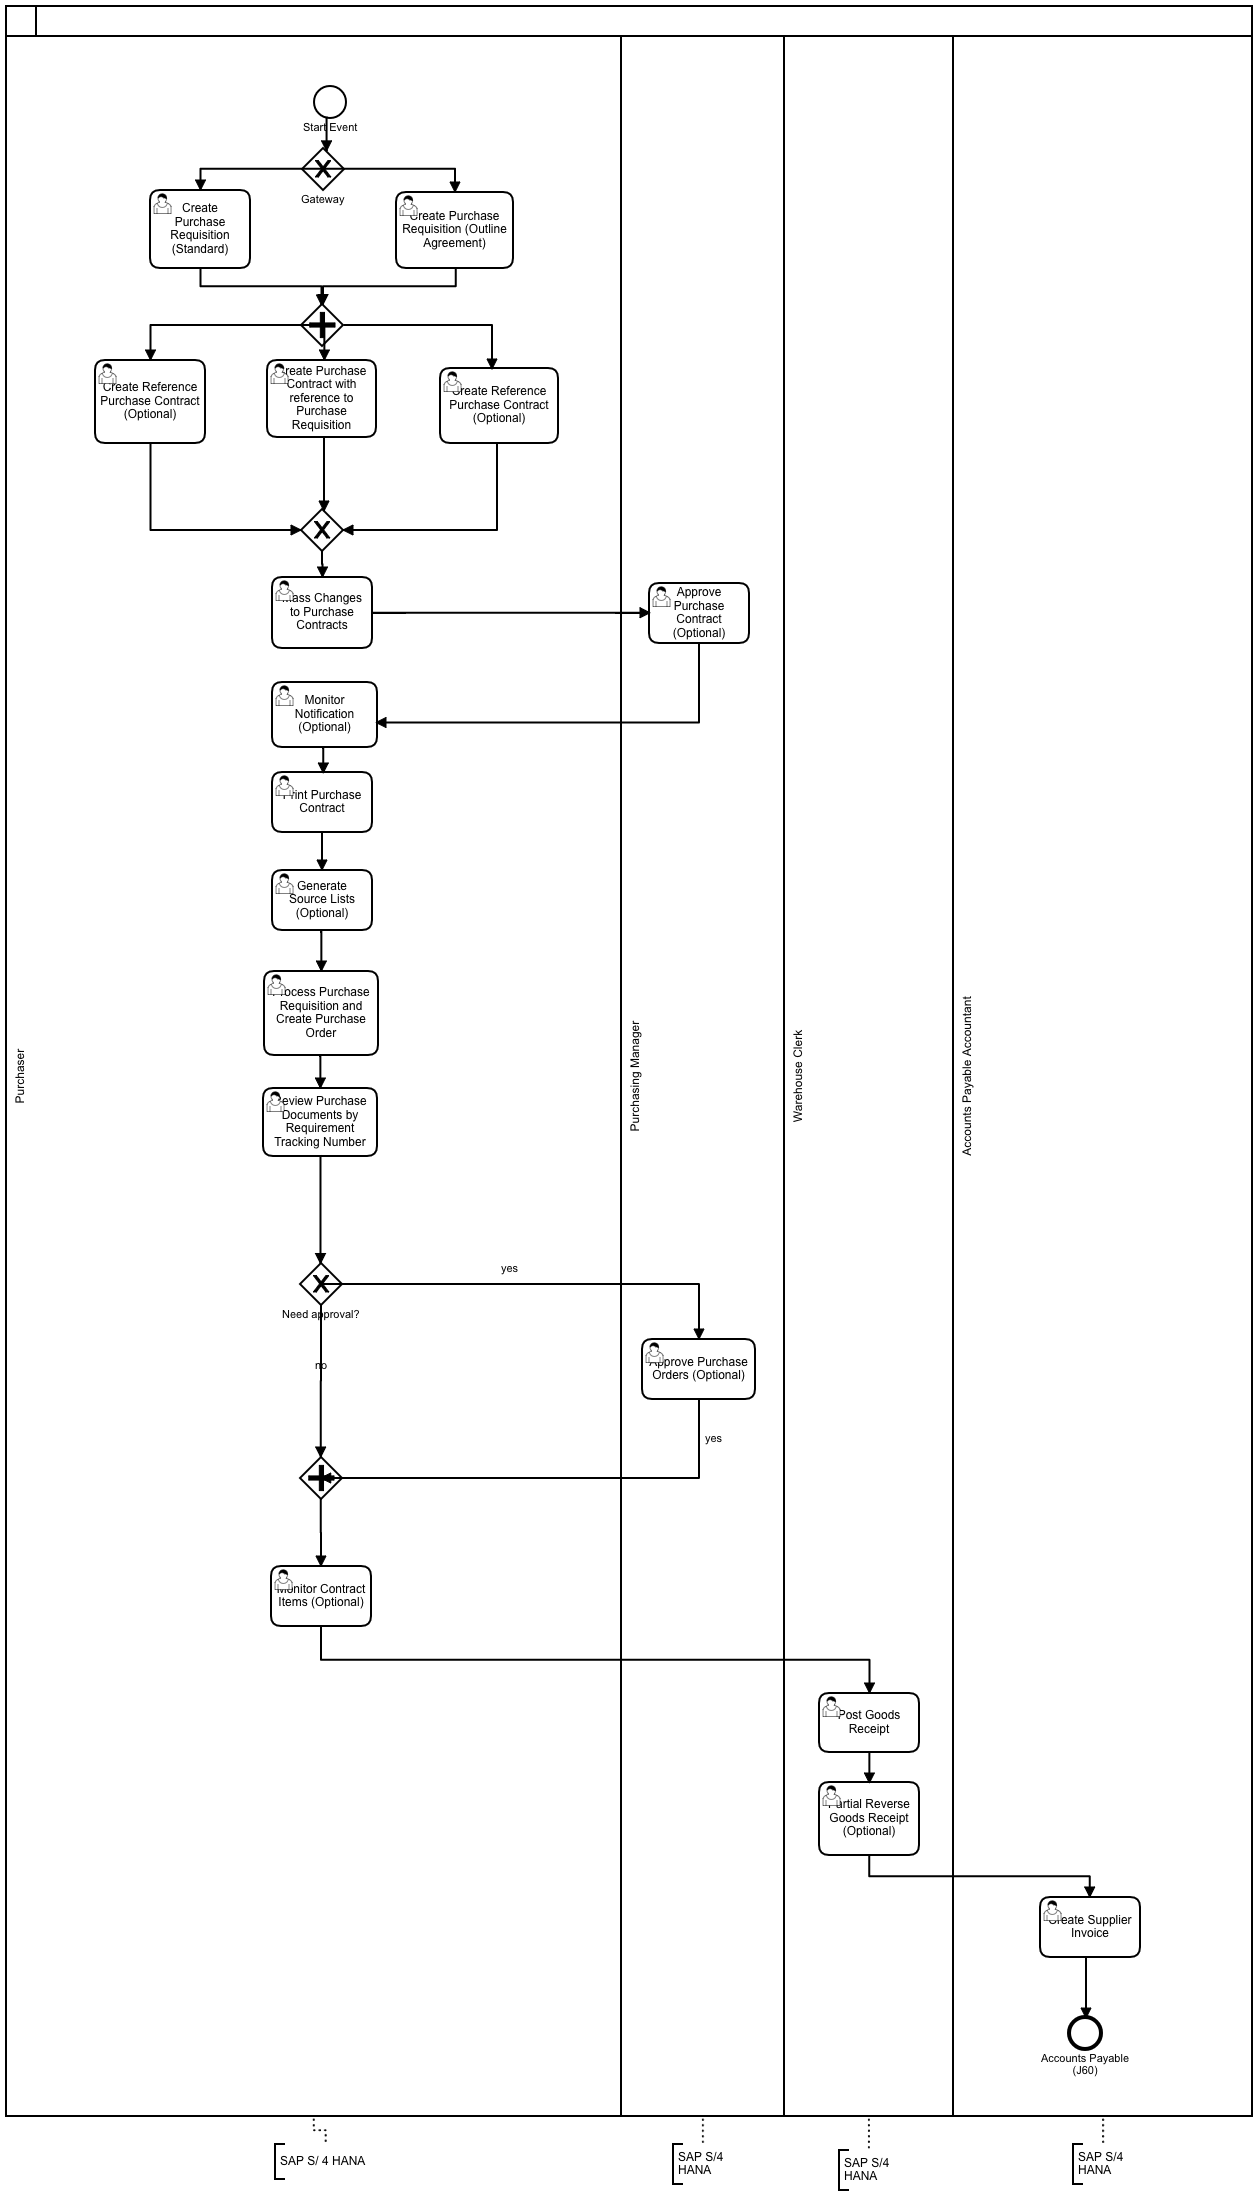 Start Event
Gateway
Create
Purchase
Requisition
(Standard)
Create Purchase
Requisition (Outline
Agreement)
Create Reference
Purchase Contract
(Optional)
Create Purchase
Contract with
reference to
Purchase
Requisition
Create Reference
Purchase Contract
(Optional)
Mass Changes
to Purchase
Contracts
Approve
Purchase
Contract
(Optional)
Monitor
Notification
(Optional)
Print Purchase
Contract
Generate
Source Lists
(Optional)
Process Purchase
Requisition and
Create Purchase
Order
Purchaser
Purchasing Manager
Warehouse Clerk
Accounts Payable Accountant
Review Purchase
Documents by
Requirement
Tracking Number
yes
Need approval?
no
Approve Purchase
Orders (Optional)
yes
Monitor Contract
Items (Optional)
Post Goods
Receipt
Partial Reverse
Goods Receipt
(Optional)
Create Supplier
Invoice
Accounts Payable
(J60)
SAP S/ 4 HANA
SAP S/4
HANA
SAP S/4
HANA
SAP S/4
HANA